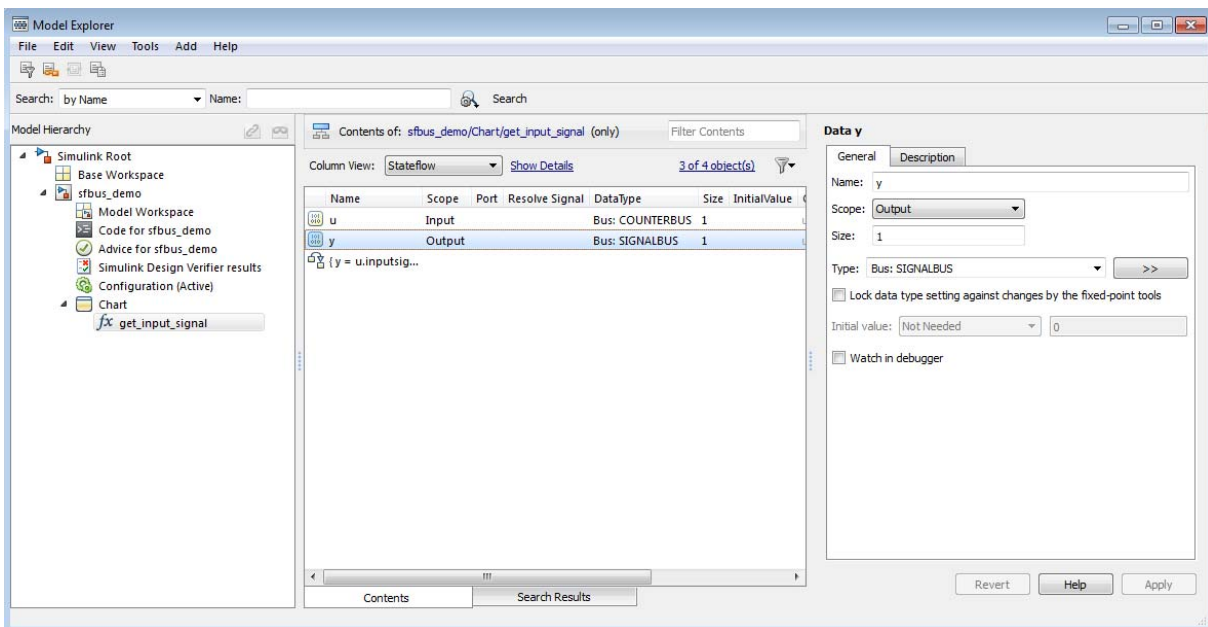 Model Explorer
File Edit View Tools Add Help
Search: by Name Name: Search
Model Hierarchy
Simulink Root
Base Workspace
sfbus_demo
Model Workspace
Code for sfbus_demo
Advice for sfbus_demo
Simulink Design Verifier results
Configuration (Active)
Chart
fx get_input_signal
Contents of: sfbus_demo/Chart/get_input_signal (only) Filter Contents
Column View: Stateflow Show Details 3 of 4 object(s)
Name Scope Port Resolve Signal DataType Size InitialValue
u Input Bus: COUNTERBUS 1
y Output Bus: SIGNALBUS 1
{y = u.inputsig...
Contents Search Results
Data y
General Description
Name: y
Scope: Output
Size: 1
Type: Bus: SIGNALBUS >>
Lock data type setting against changes by the fixed-point tools
Initial value: Not Needed 0
Watch in debugger
Revert Help Apply